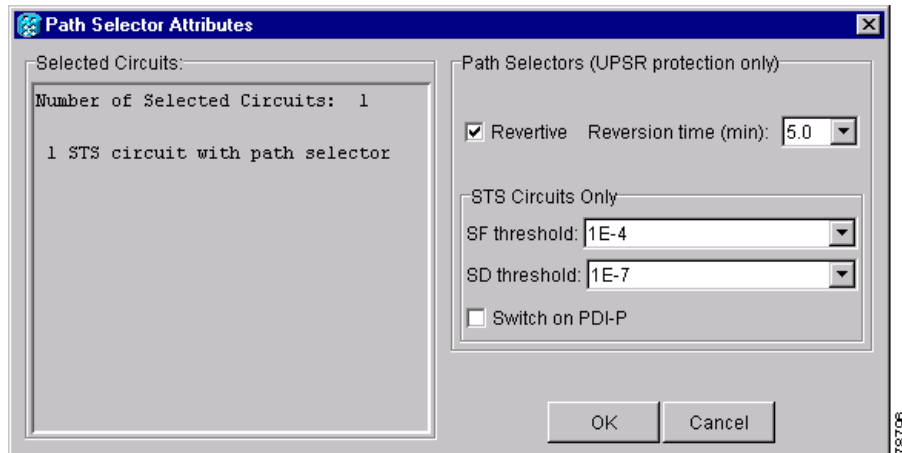 Path Selector Attributes
Selected Circuits:
Number of Selected Circuits: 1
1 STS circuit with path selector
Path Selectors (UPSR protection only)
Revertive Reversion time (min): 5.0
STS Circuits Only
SF threshold: 1E-4
SD threshold: 1E-7
Switch on PDI-P
OK Cancel
78796